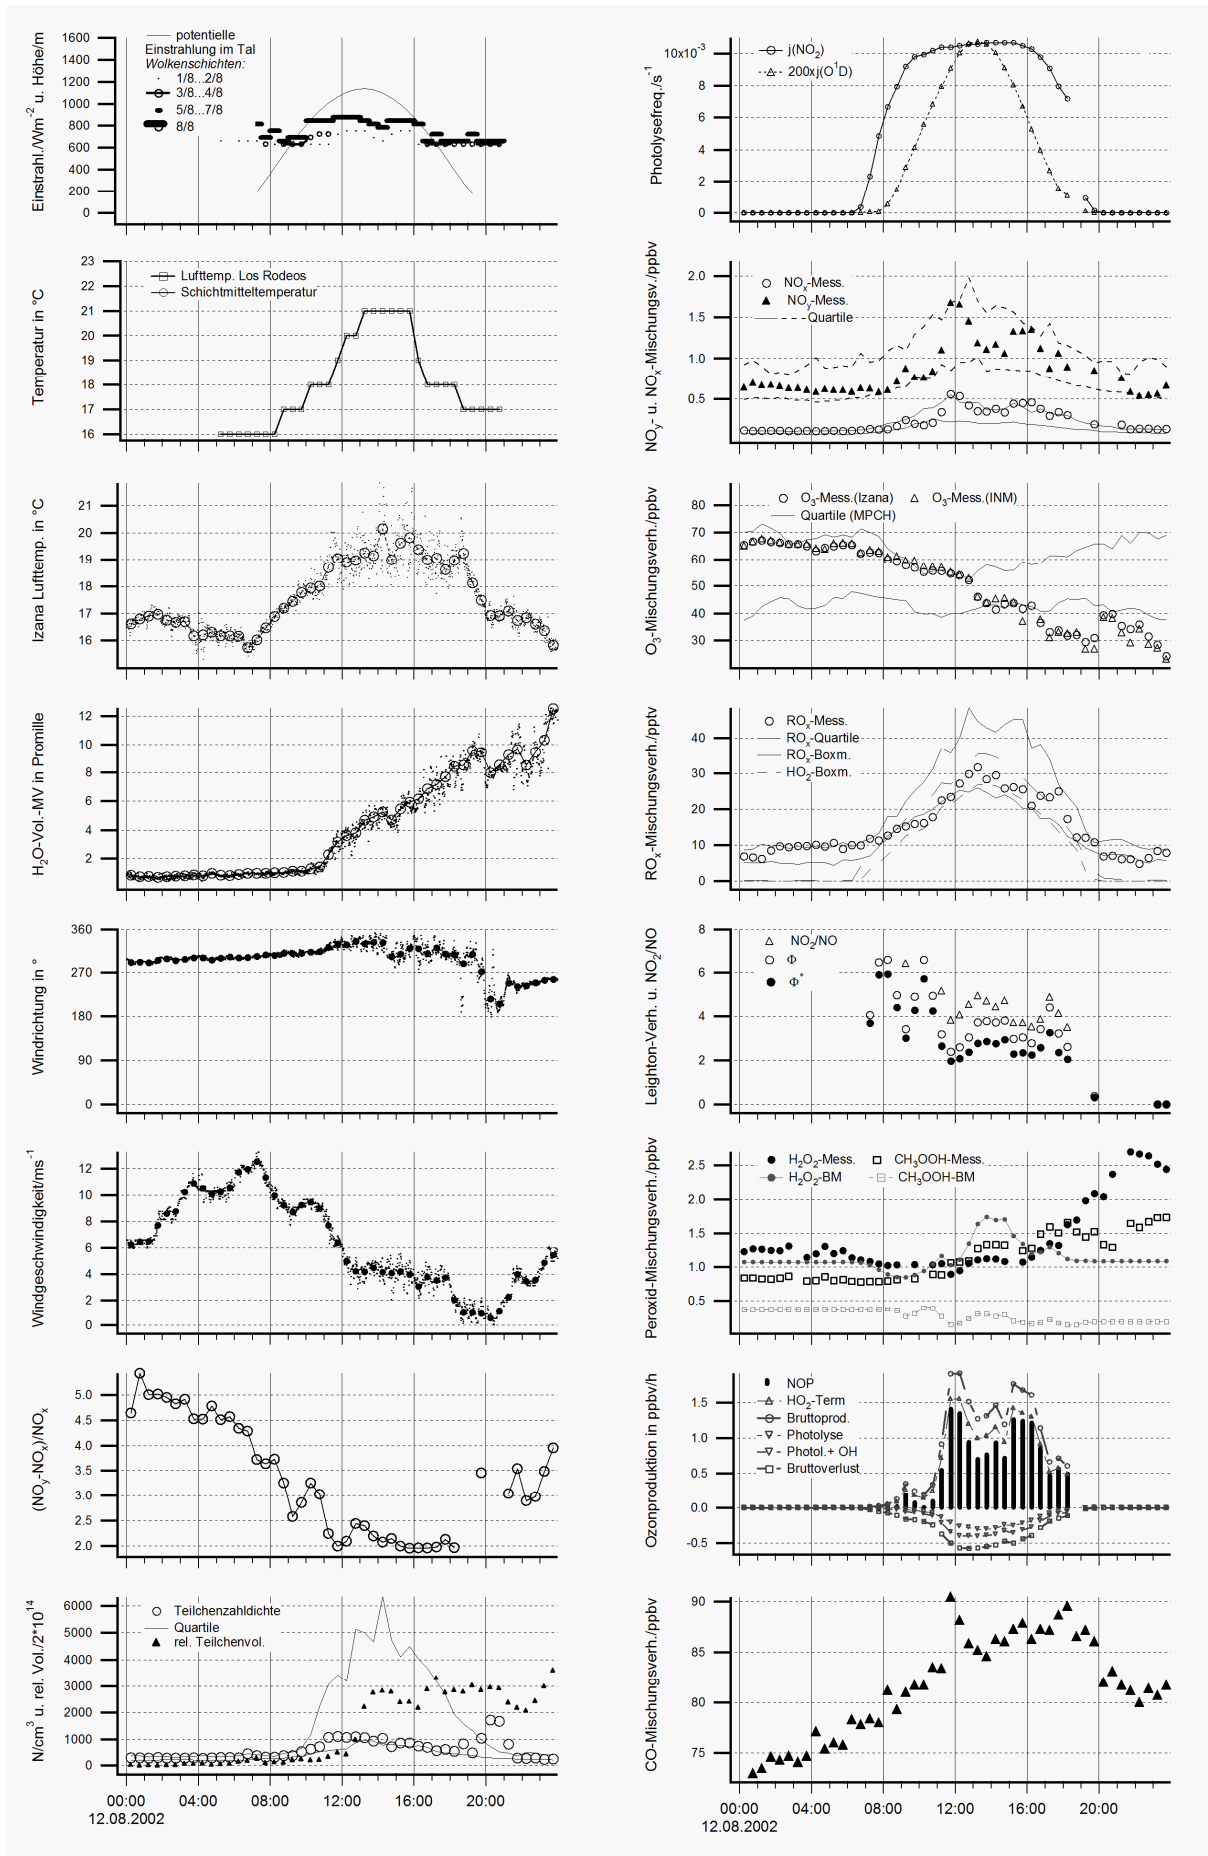 Einstrahl./Wm⁻² u. Höhe/m
1600
1400
1200
1000
800
600
400
200
0
potentielle
Einstrahlung im Tal
Wolkenschichten:
1/8...2/8
3/8...4/8
5/8...7/8
8/8
Temperatur in °C
23
22
21
20
19
18
17
16
Lufttemp. Los Rodeos
Schichtmitteltemperatur
Izana Lufttemp. in °C
21
20
19
18
17
16
H₂O-Vol.-MV in Promille
12
10
8
6
4
2
Windrichtung in °
360
270
180
90
0
Windgeschwindigkeit/ms⁻¹
12
10
8
6
4
2
0
(NOy-NOx)/NOx
5.0
4.5
4.0
3.5
3.0
2.5
2.0
N/cm³ u. rel. Vol./2*10¹⁴
6000
5000
4000
3000
2000
1000
0
Teilchenzahldichte
Quartile
rel. Teilchenvol.
00:00 04:00 08:00 12:00 16:00 20:00
12.08.2002
Photolysefreq./s⁻¹
10x10⁻³
8
6
4
2
0
j(NO₂)
200xj(O¹D)
NOy- u. NOx-Mischungsv./ppbv
2.0
1.5
1.0
0.5
NOx-Mess.
NOy-Mess.
Quartile
O₃-Mischungsverh./ppbv
80
70
60
50
40
30
O₃-Mess.(Izana) O₃-Mess.(INM)
Quartile (MPCH)
ROx-Mischungsverh./pptv
40
30
20
10
0
ROx-Mess.
ROx-Quartile
ROx-Boxm.
HO₂-Boxm.
Leighton-Verh. u. NO₂/NO
8
6
4
2
0
NO₂/NO
Φ
Φ*
Peroxid-Mischungsverh./ppbv
2.5
2.0
1.5
1.0
0.5
H₂O₂-Mess. CH₃OOH-Mess.
H₂O₂-BM CH₃OOH-BM
Ozonproduktion in ppbv/h
1.5
1.0
0.5
0.0
-0.5
NOP
HO₂-Term
Bruttoprod.
Photolyse
Photol.+ OH
Bruttoverlust
CO-Mischungsverh./ppbv
90
85
80
75
00:00 04:00 08:00 12:00 16:00 20:00
12.08.2002